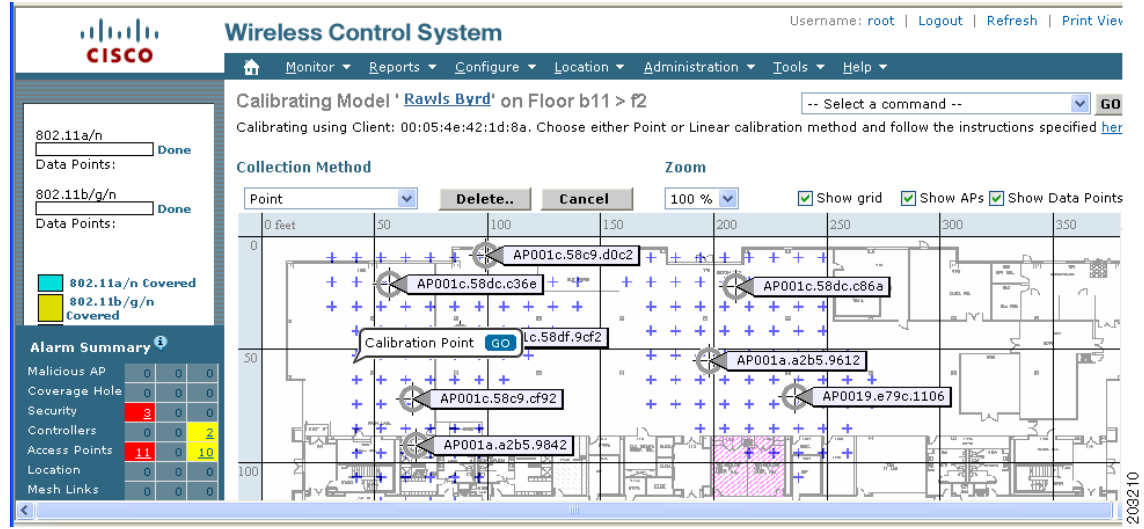 CISCO
Wireless Control System
Username: root | Logout | Refresh | Print View
Monitor Reports Configure Location Administration Tools Help
Calibrating Model ' Rawls Byrd' on Floor b11 > f2
-- Select a command -- GO
Calibrating using Client: 00:05:4e:42:1d:8a. Choose either Point or Linear calibration method and follow the instructions specified her
802.11a/n
Done
Data Points:
802.11b/g/n
Done
Data Points:
802.11a/n Covered
802.11b/g/n
Covered
Collection Method
Zoom
Point Delete.. Cancel 100 % Show grid Show APs Show Data Points
0 feet 50 100 150 200 250 300 350
0
AP001c.58c9.d0c2
AP001c.58dc.c36e
AP001c.58dc.c86a
Calibration Point GO
1c.58df.9cf2
50
AP001a.a2b5.9612
AP001c.58c9.cf92
AP0019.e79c.1106
AP001a.a2b5.9842
100
Alarm Summary
Malicious AP 0 0 0
Coverage Hole 0 0 0
Security 3 0 0
Controllers 0 0 2
Access Points 11 0 10
Location 0 0 0
Mesh Links 0 0 0
203210